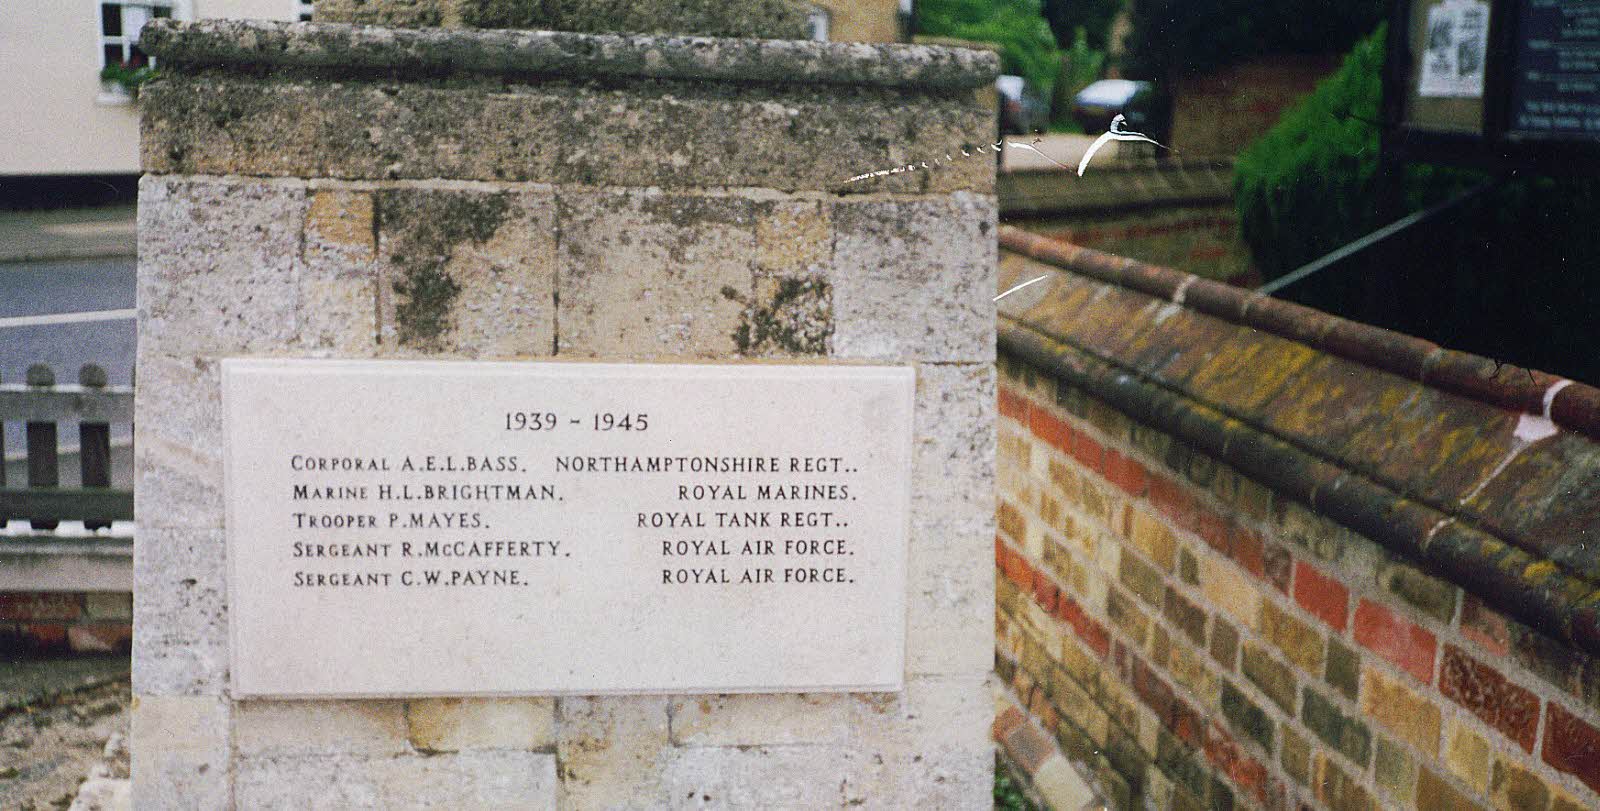 1939 - 1945
CORPORAL A.E.L.BASS. NORTHAMPTONSHIRE REGT..
MARINE H.L.BRIGHTMAN. ROYAL MARINES.
TROOPER P.MAYES. ROYAL TANK REGT..
SERGEANT R.McCAFFERTY. ROYAL AIR FORCE.
SERGEANT C.W.PAYNE. ROYAL AIR FORCE.